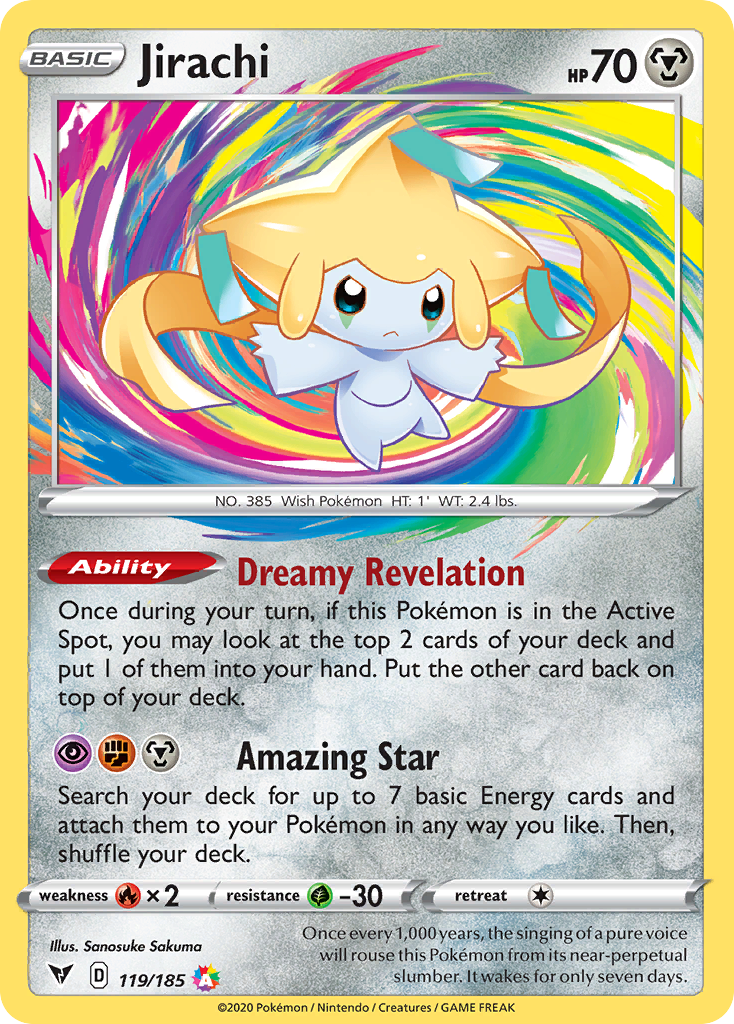 BASIC Jirachi HP 70
NO. 385 Wish Pokémon HT: 1' WT: 2.4 lbs.
Ability Dreamy Revelation
Once during your turn, if this Pokémon is in the Active
Spot, you may look at the top 2 cards of your deck and
put 1 of them into your hand. Put the other card back on
top of your deck.
Amazing Star
Search your deck for up to 7 basic Energy cards and
attach them to your Pokémon in any way you like. Then,
shuffle your deck.
weakness ×2 resistance -30 retreat
Illus. Sanosuke Sakuma
Once every 1,000 years, the singing of a pure voice
will rouse this Pokémon from its near-perpetual
slumber. It wakes for only seven days.
D 119/185 A
©2020 Pokémon / Nintendo / Creatures / GAME FREAK